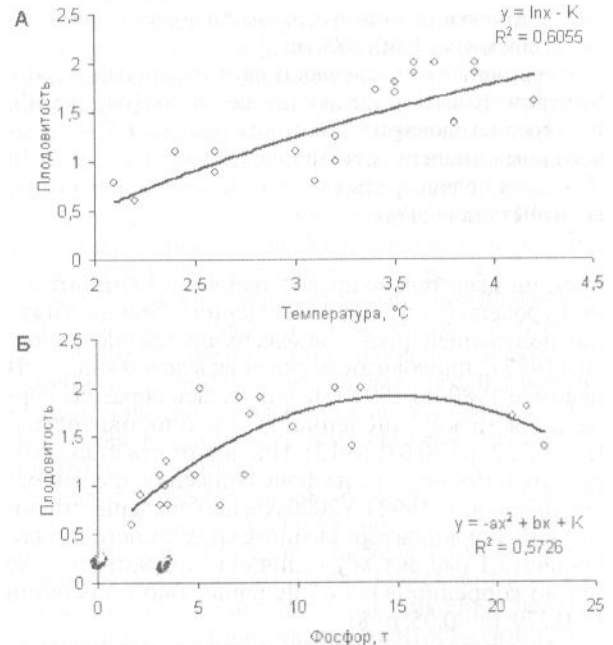 А
y = lnx - K
R² = 0,6055
Плодовитость
2,5
2
1,5
1
0,5
0
2
2,5
3
3,5
4
4,5
Температура, °C
Б
Плодовитость
2,5
2
1,5
1
0,5
0
y = -ax² + bx + K
R² = 0,5726
0
5
10
15
20
25
Фосфор, т